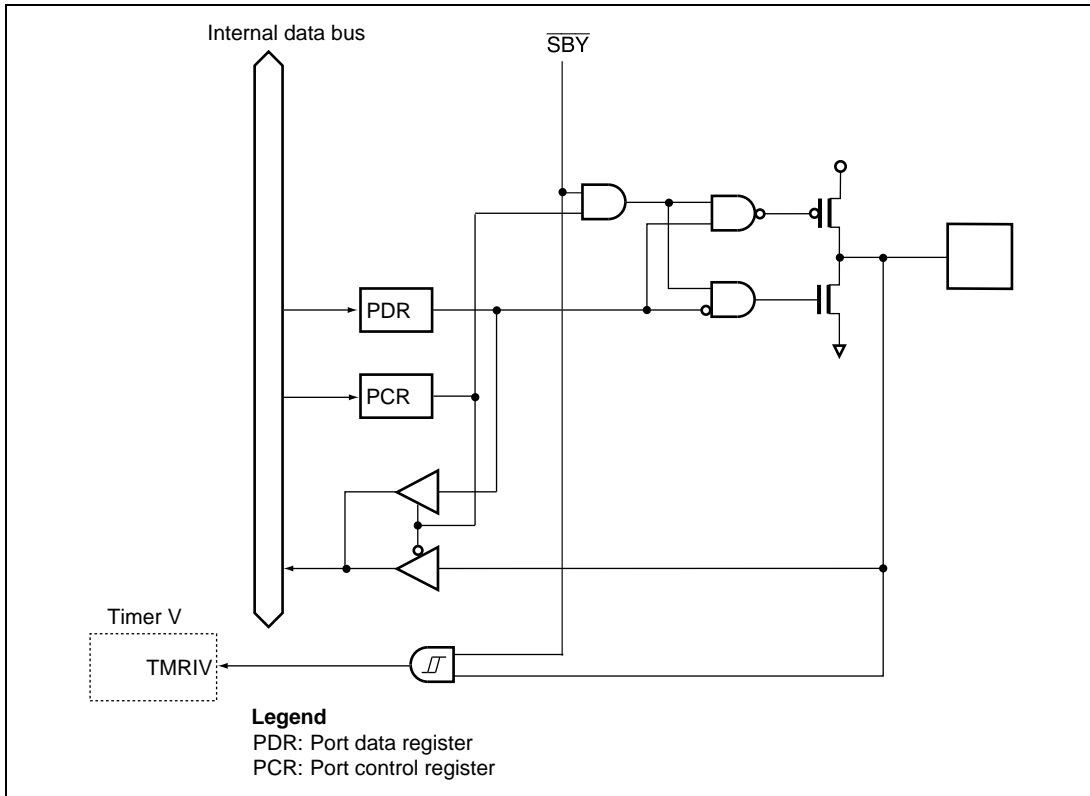 Internal data bus
SBY
PDR
PCR
Timer V
TMRIV
Legend
PDR: Port data register
PCR: Port control register